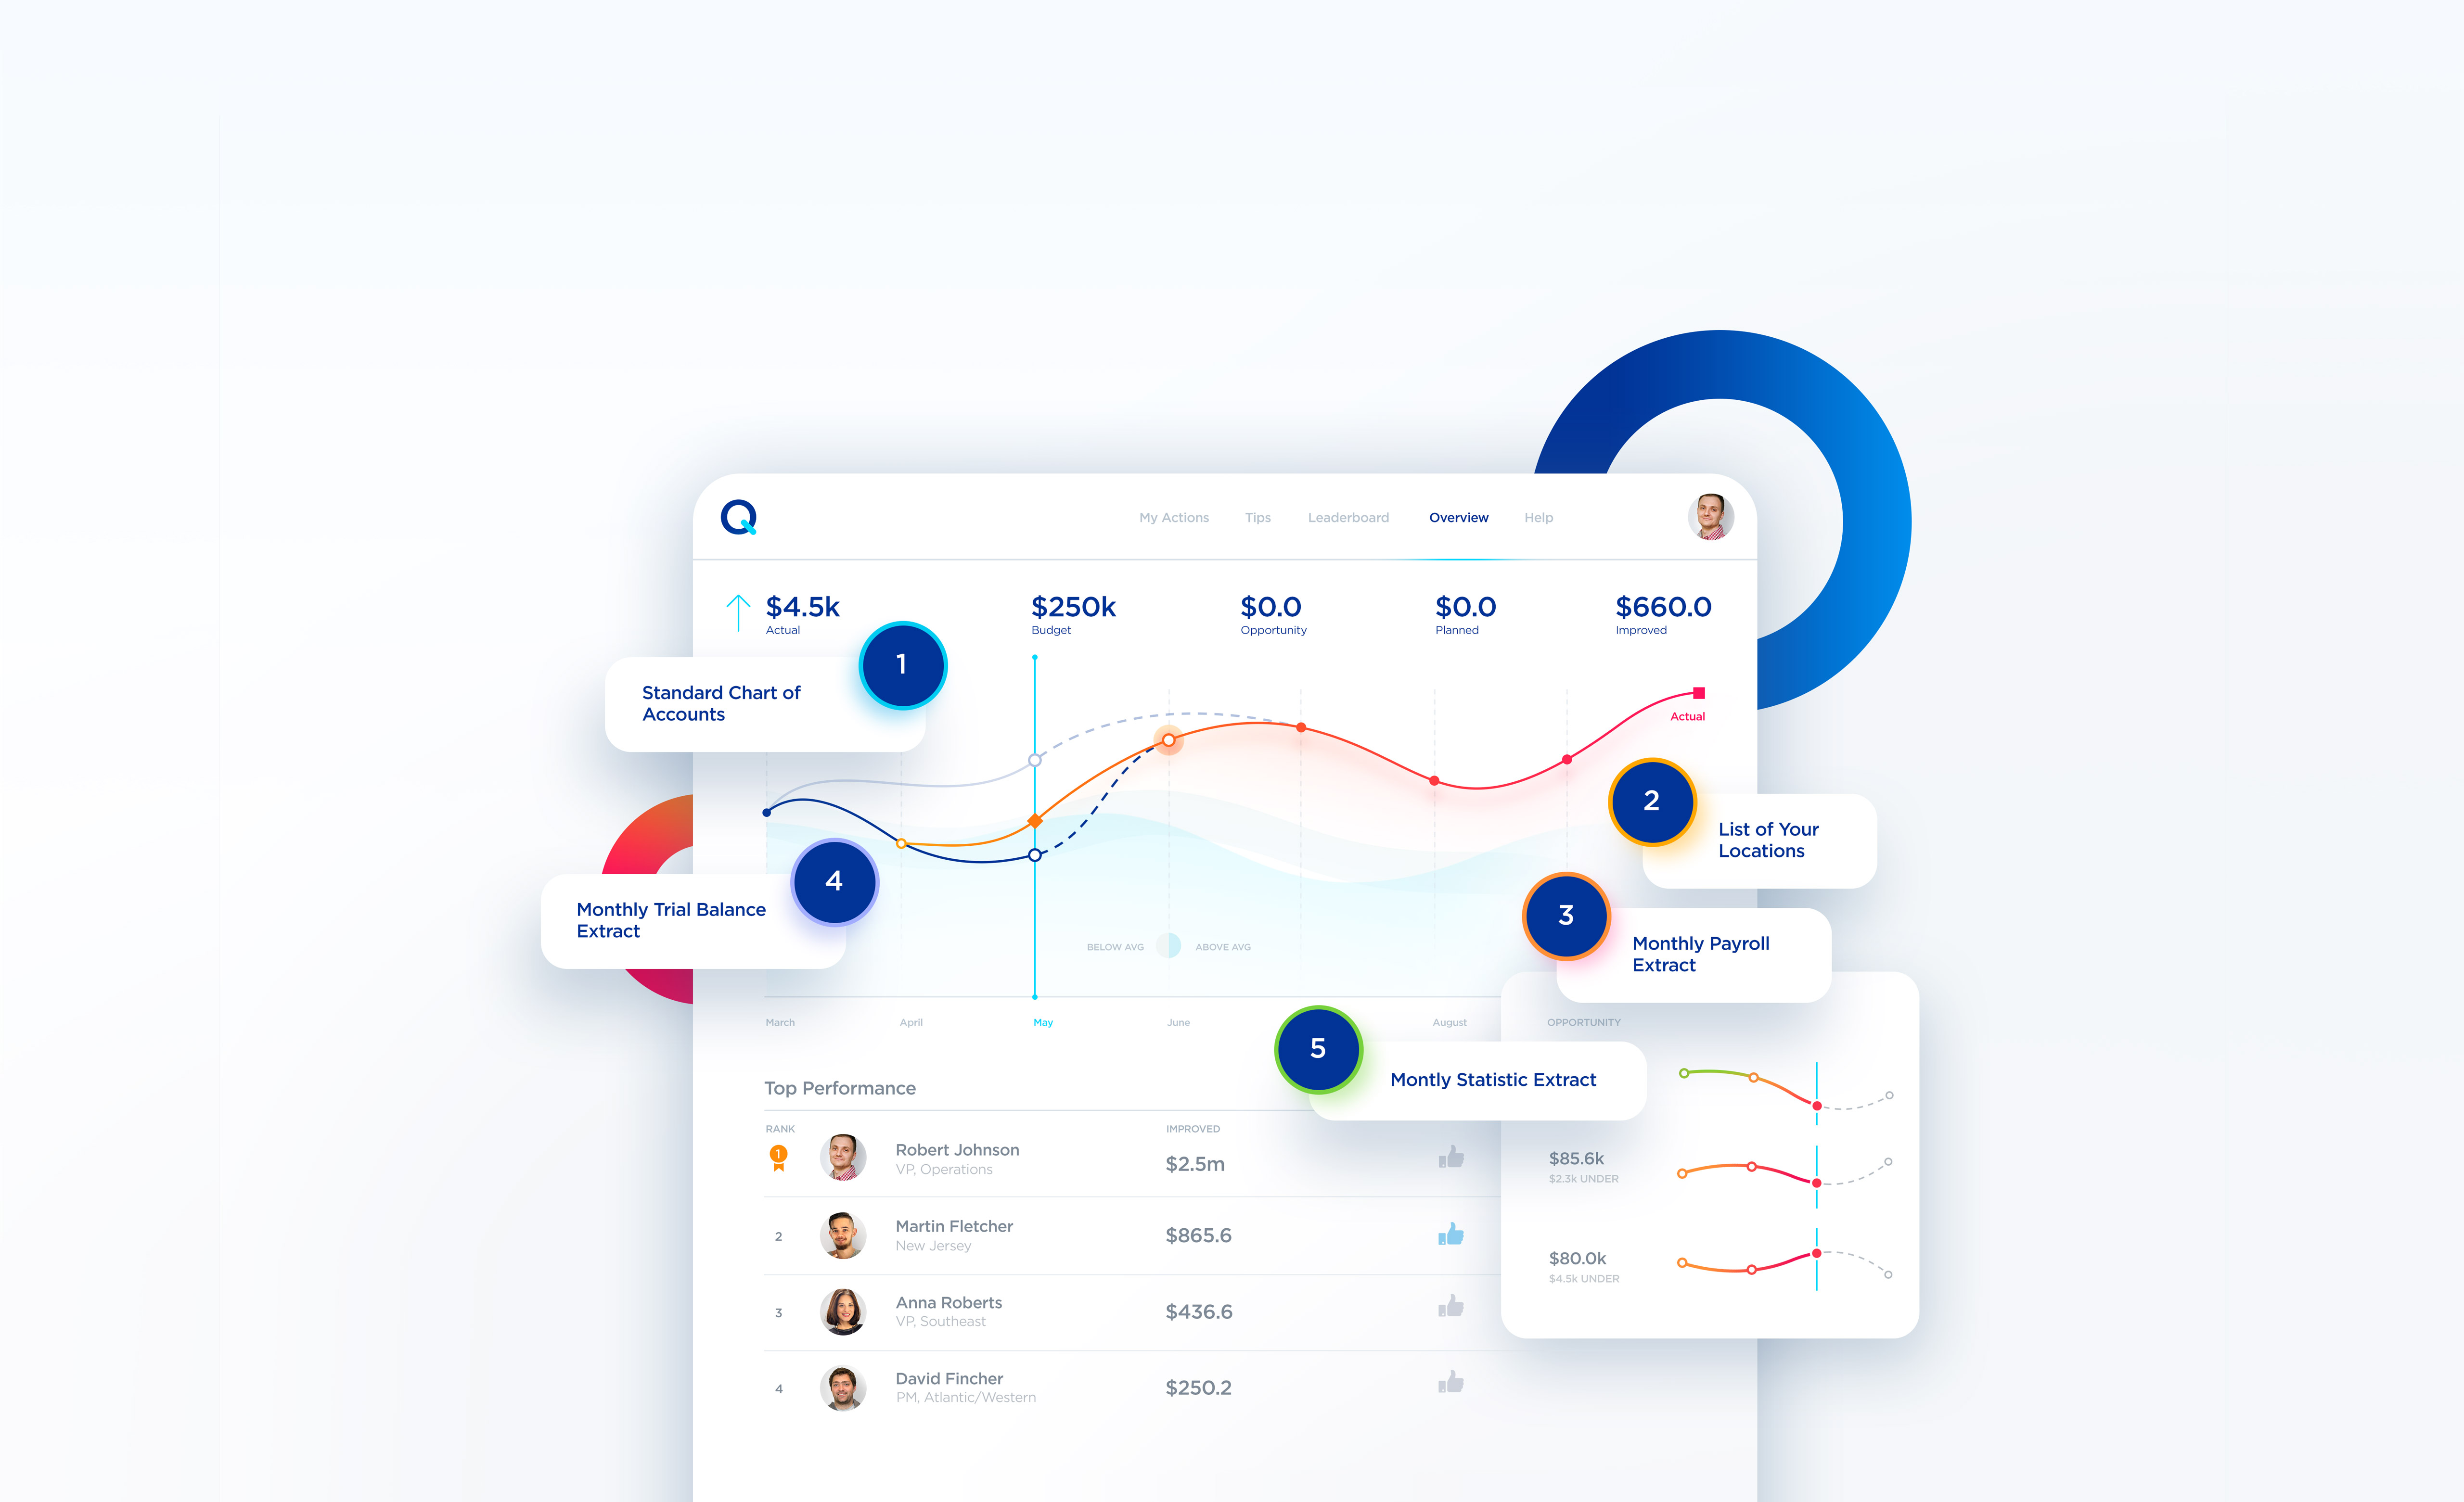 Q
My Actions Tips Leaderboard Overview Help
$4.5k $250k $0.0 $0.0 $660.0
Actual Budget Opportunity Planned Improved
1
Standard Chart of
Accounts
Actual
2
List of Your
Locations
4
Monthly Trial Balance
Extract
3
Monthly Payroll
Extract
BELOW AVG ABOVE AVG
March April May June August
OPPORTUNITY
5
Montly Statistic Extract
Top Performance
RANK IMPROVED
1 Robert Johnson $2.5m
VP, Operations
$85.6k
$2.3k UNDER
2 Martin Fletcher $865.6
New Jersey
$80.0k
$4.5k UNDER
3 Anna Roberts $436.6
VP, Southeast
4 David Fincher $250.2
PM, Atlantic/Western